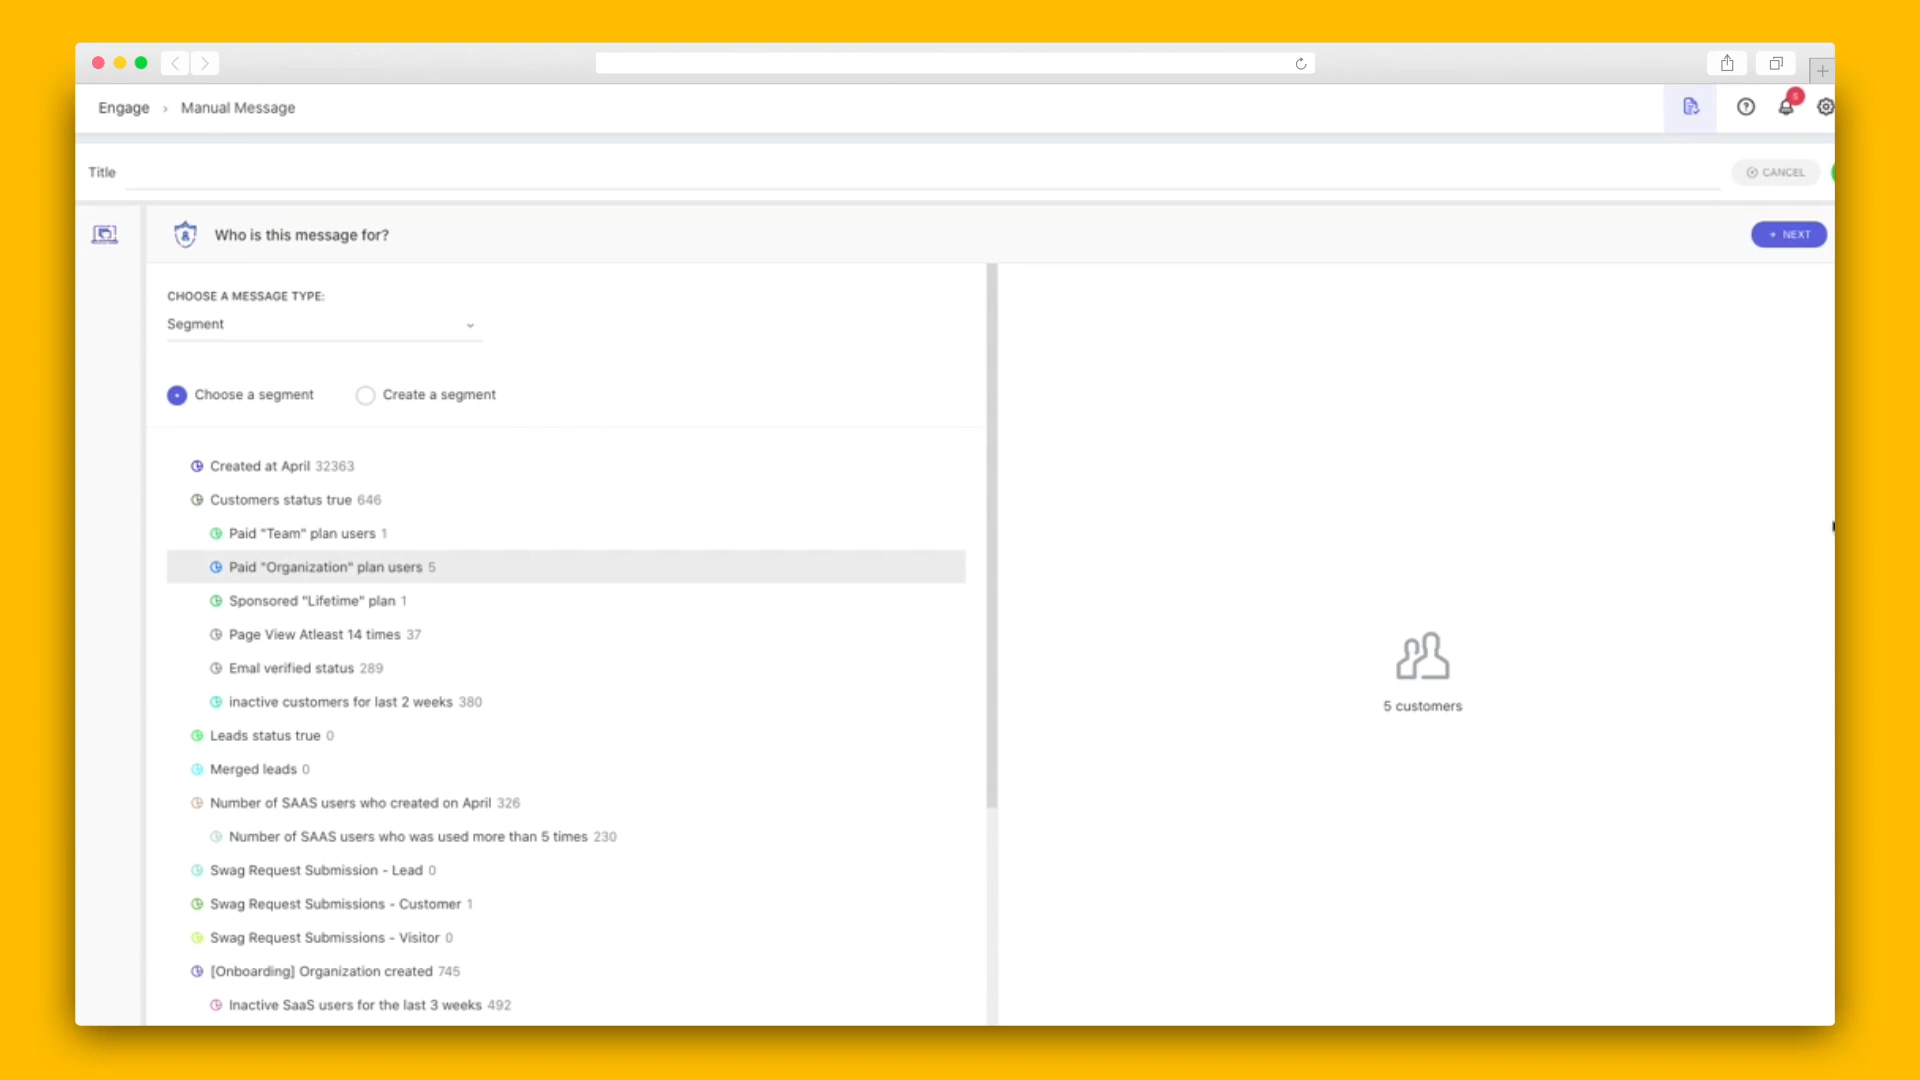 Engage › Manual Message
5
Title
CANCEL
Who is this message for?
NEXT
CHOOSE A MESSAGE TYPE:
Segment
Choose a segment
Create a segment
Created at April 32363
Customers status true 646
Paid "Team" plan users 1
Paid "Organization" plan users 5
Sponsored "Lifetime" plan 1
Page View Atleast 14 times 37
Emal verified status 289
inactive customers for last 2 weeks 380
Leads status true 0
Merged leads 0
Number of SAAS users who created on April 326
Number of SAAS users who was used more than 5 times 230
Swag Request Submission - Lead 0
Swag Request Submissions - Customer 1
Swag Request Submissions - Visitor 0
[Onboarding] Organization created 745
Inactive SaaS users for the last 3 weeks 492
5 customers